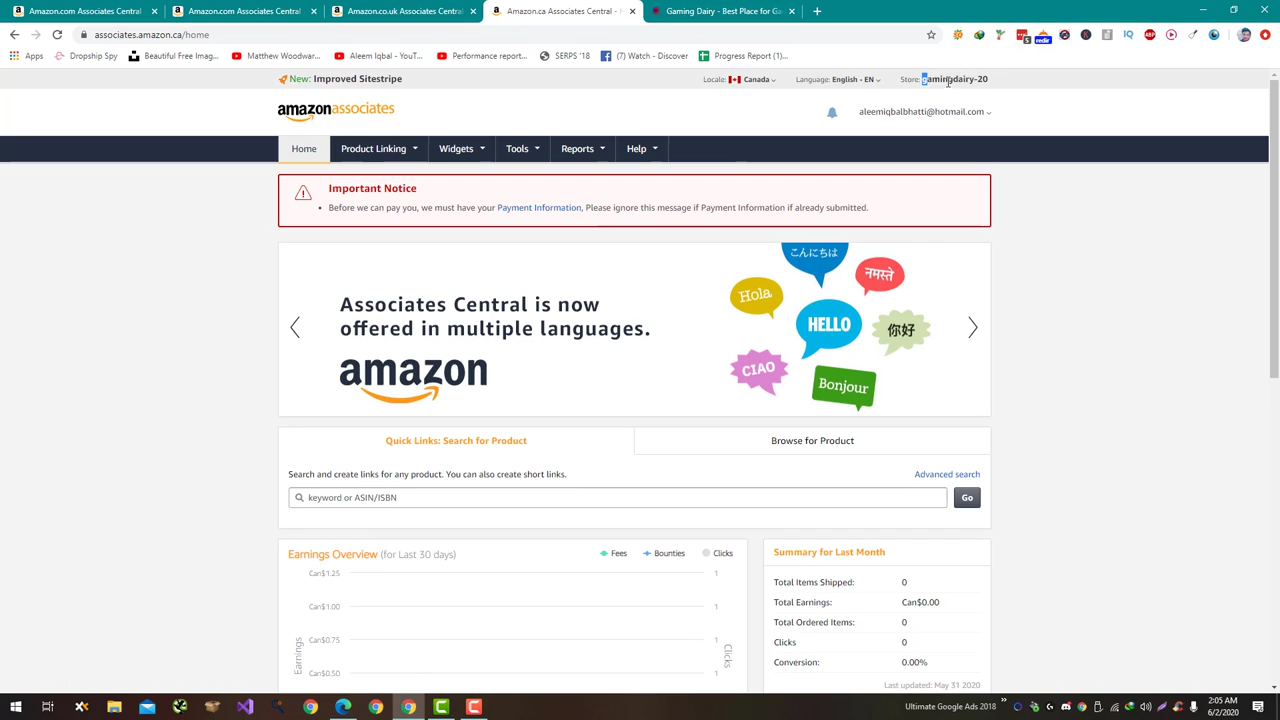 Amazon.com Associates Central
Amazon.com Associates Central
Amazon.co.uk Associates Central
Amazon.ca Associates Central - H
Gaming Dairy - Best Place for Ga
associates.amazon.ca/home
Apps
Dropship Spy
Beautiful Free Imag...
Matthew Woodwar...
Aleem Iqbal - YouT...
Performance report...
SERPS '18
(7) Watch - Discover
Progress Report (1)...
New: Improved Sitestripe
Locale: Canada
Language: English - EN
Store: gamingdairy-20
amazonassociates
aleemiqbalbhatti@hotmail.com
Home
Product Linking
Widgets
Tools
Reports
Help
Important Notice
Before we can pay you, we must have your Payment Information, Please ignore this message if Payment Information if already submitted.
Associates Central is now
offered in multiple languages.
amazon
こんにちは
नमस्ते
Hola
HELLO
你好
CIAO
Bonjour
Quick Links: Search for Product
Browse for Product
Search and create links for any product. You can also create short links.
Advanced search
keyword or ASIN/ISBN
Go
Earnings Overview (for Last 30 days)
Fees
Bounties
Clicks
Can$1.25
1
Can$1.00
1
Can$0.75
1
Can$0.50
1
Earnings
Clicks
Summary for Last Month
Total Items Shipped: 0
Total Earnings: Can$0.00
Total Ordered Items: 0
Clicks 0
Conversion: 0.00%
Last updated: May 31 2020
Ultimate Google Ads 2018
2:05 AM
6/2/2020